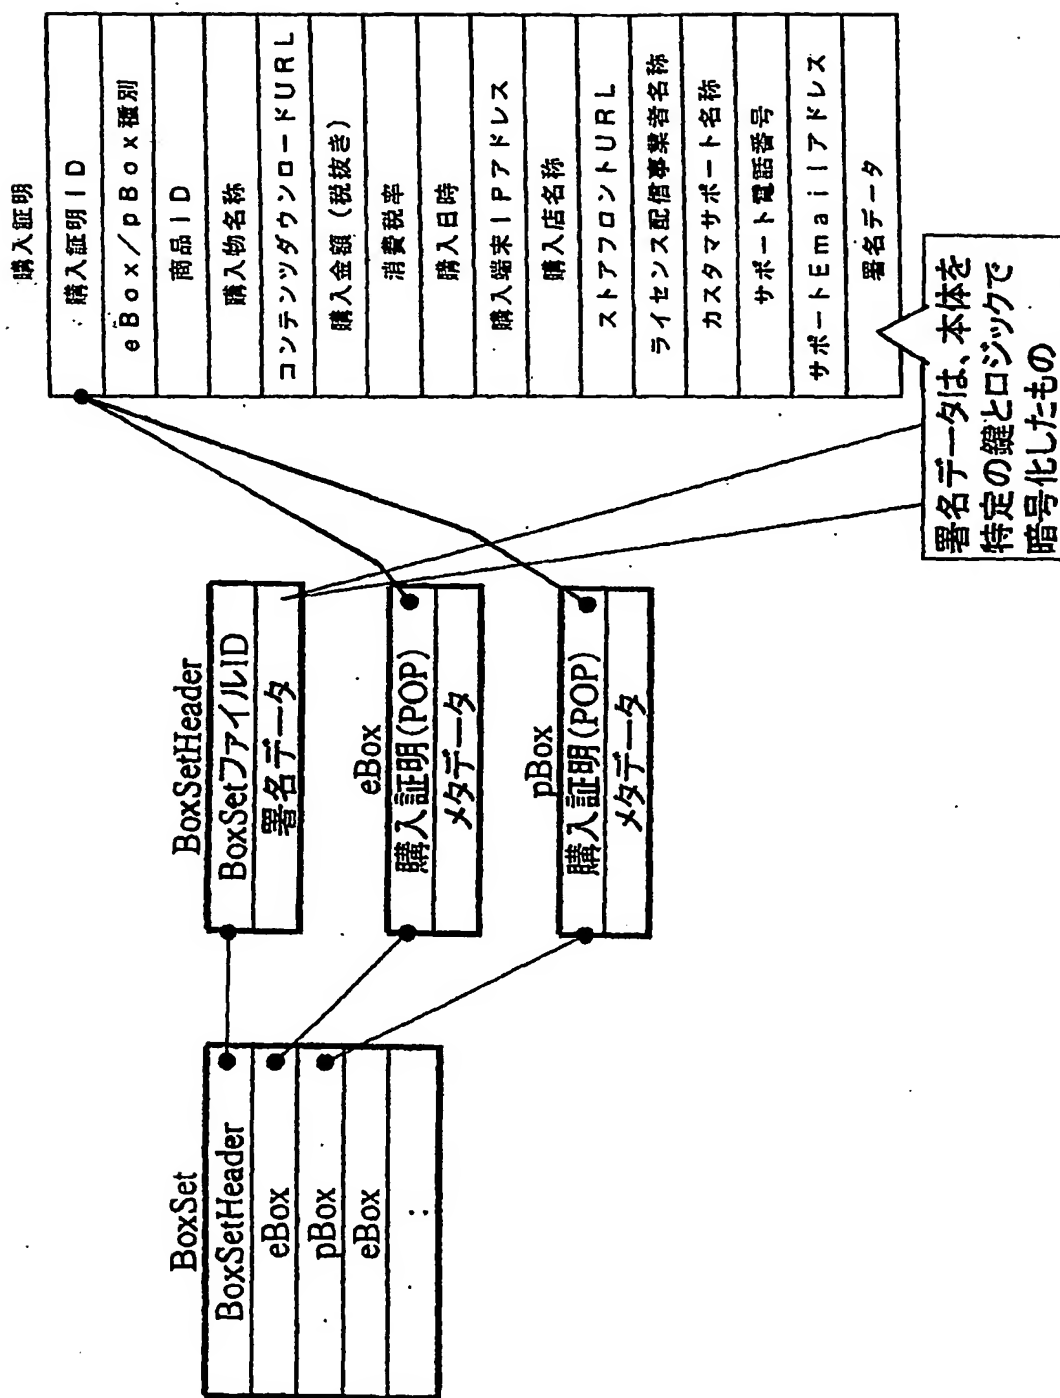 BoxSet
BoxSetHeader
eBox
pBox
eBox
:
BoxSetHeader
BoxSetファイルID
署名データ
eBox
購入証明(POP)
メタデータ
pBox
購入証明(POP)
メタデータ
購入証明
購入証明ID
eBox/pBox種別
商品ID
購入物名称
コンテンツダウンロードURL
購入金額(税抜き)
消費税率
購入日時
購入端末IPアドレス
購入店名称
ストアフロントURL
ライセンス配信事業者名称
カスタマサポート名称
サポート電話番号
サポートEmailアドレス
署名データ
署名データは、本体を
特定の鍵とロジックで
暗号化したもの